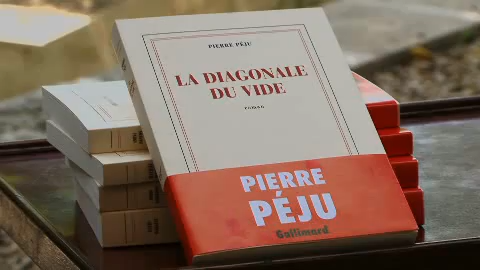 PIERRE PÉJU
LA DIAGONALE
DU VIDE
roman
PIERRE
PÉJU
Gallimard